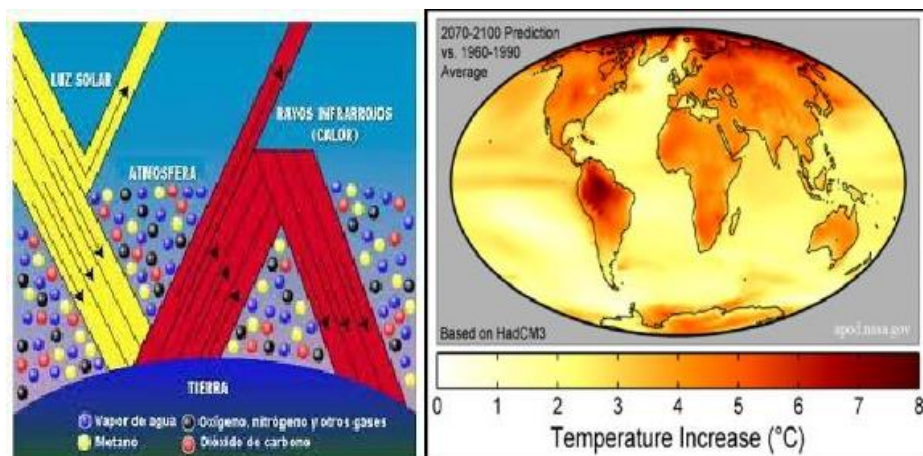 LUZ SOLAR
RAYOS INFRARROJOS
(CALOR)
ATMOSFERA
TIERRA
Vapor de agua
Oxígeno, nitrógeno y otros gases
Metano
Dióxido de carbono
2070-2100 Prediction
vs. 1960-1990
Average
Based on HadCM3
apod.nasa.gov
0 1 2 3 4 5 6 7 8
Temperature Increase (°C)